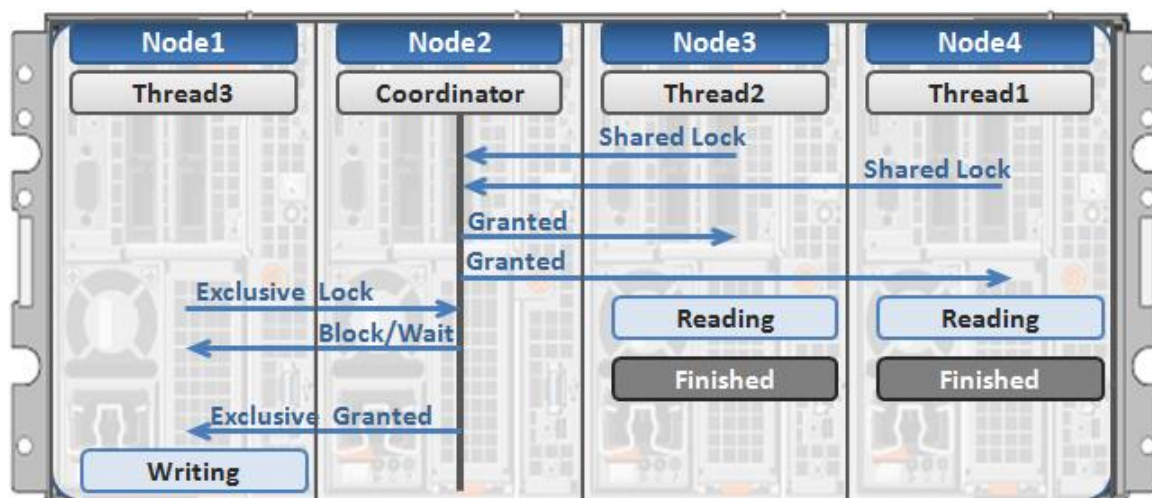 Node1
Node2
Node3
Node4
Thread3
Coordinator
Thread2
Thread1
Shared Lock
Shared Lock
Granted
Granted
Exclusive Lock
Reading
Reading
Block/Wait
Finished
Finished
Exclusive Granted
Writing